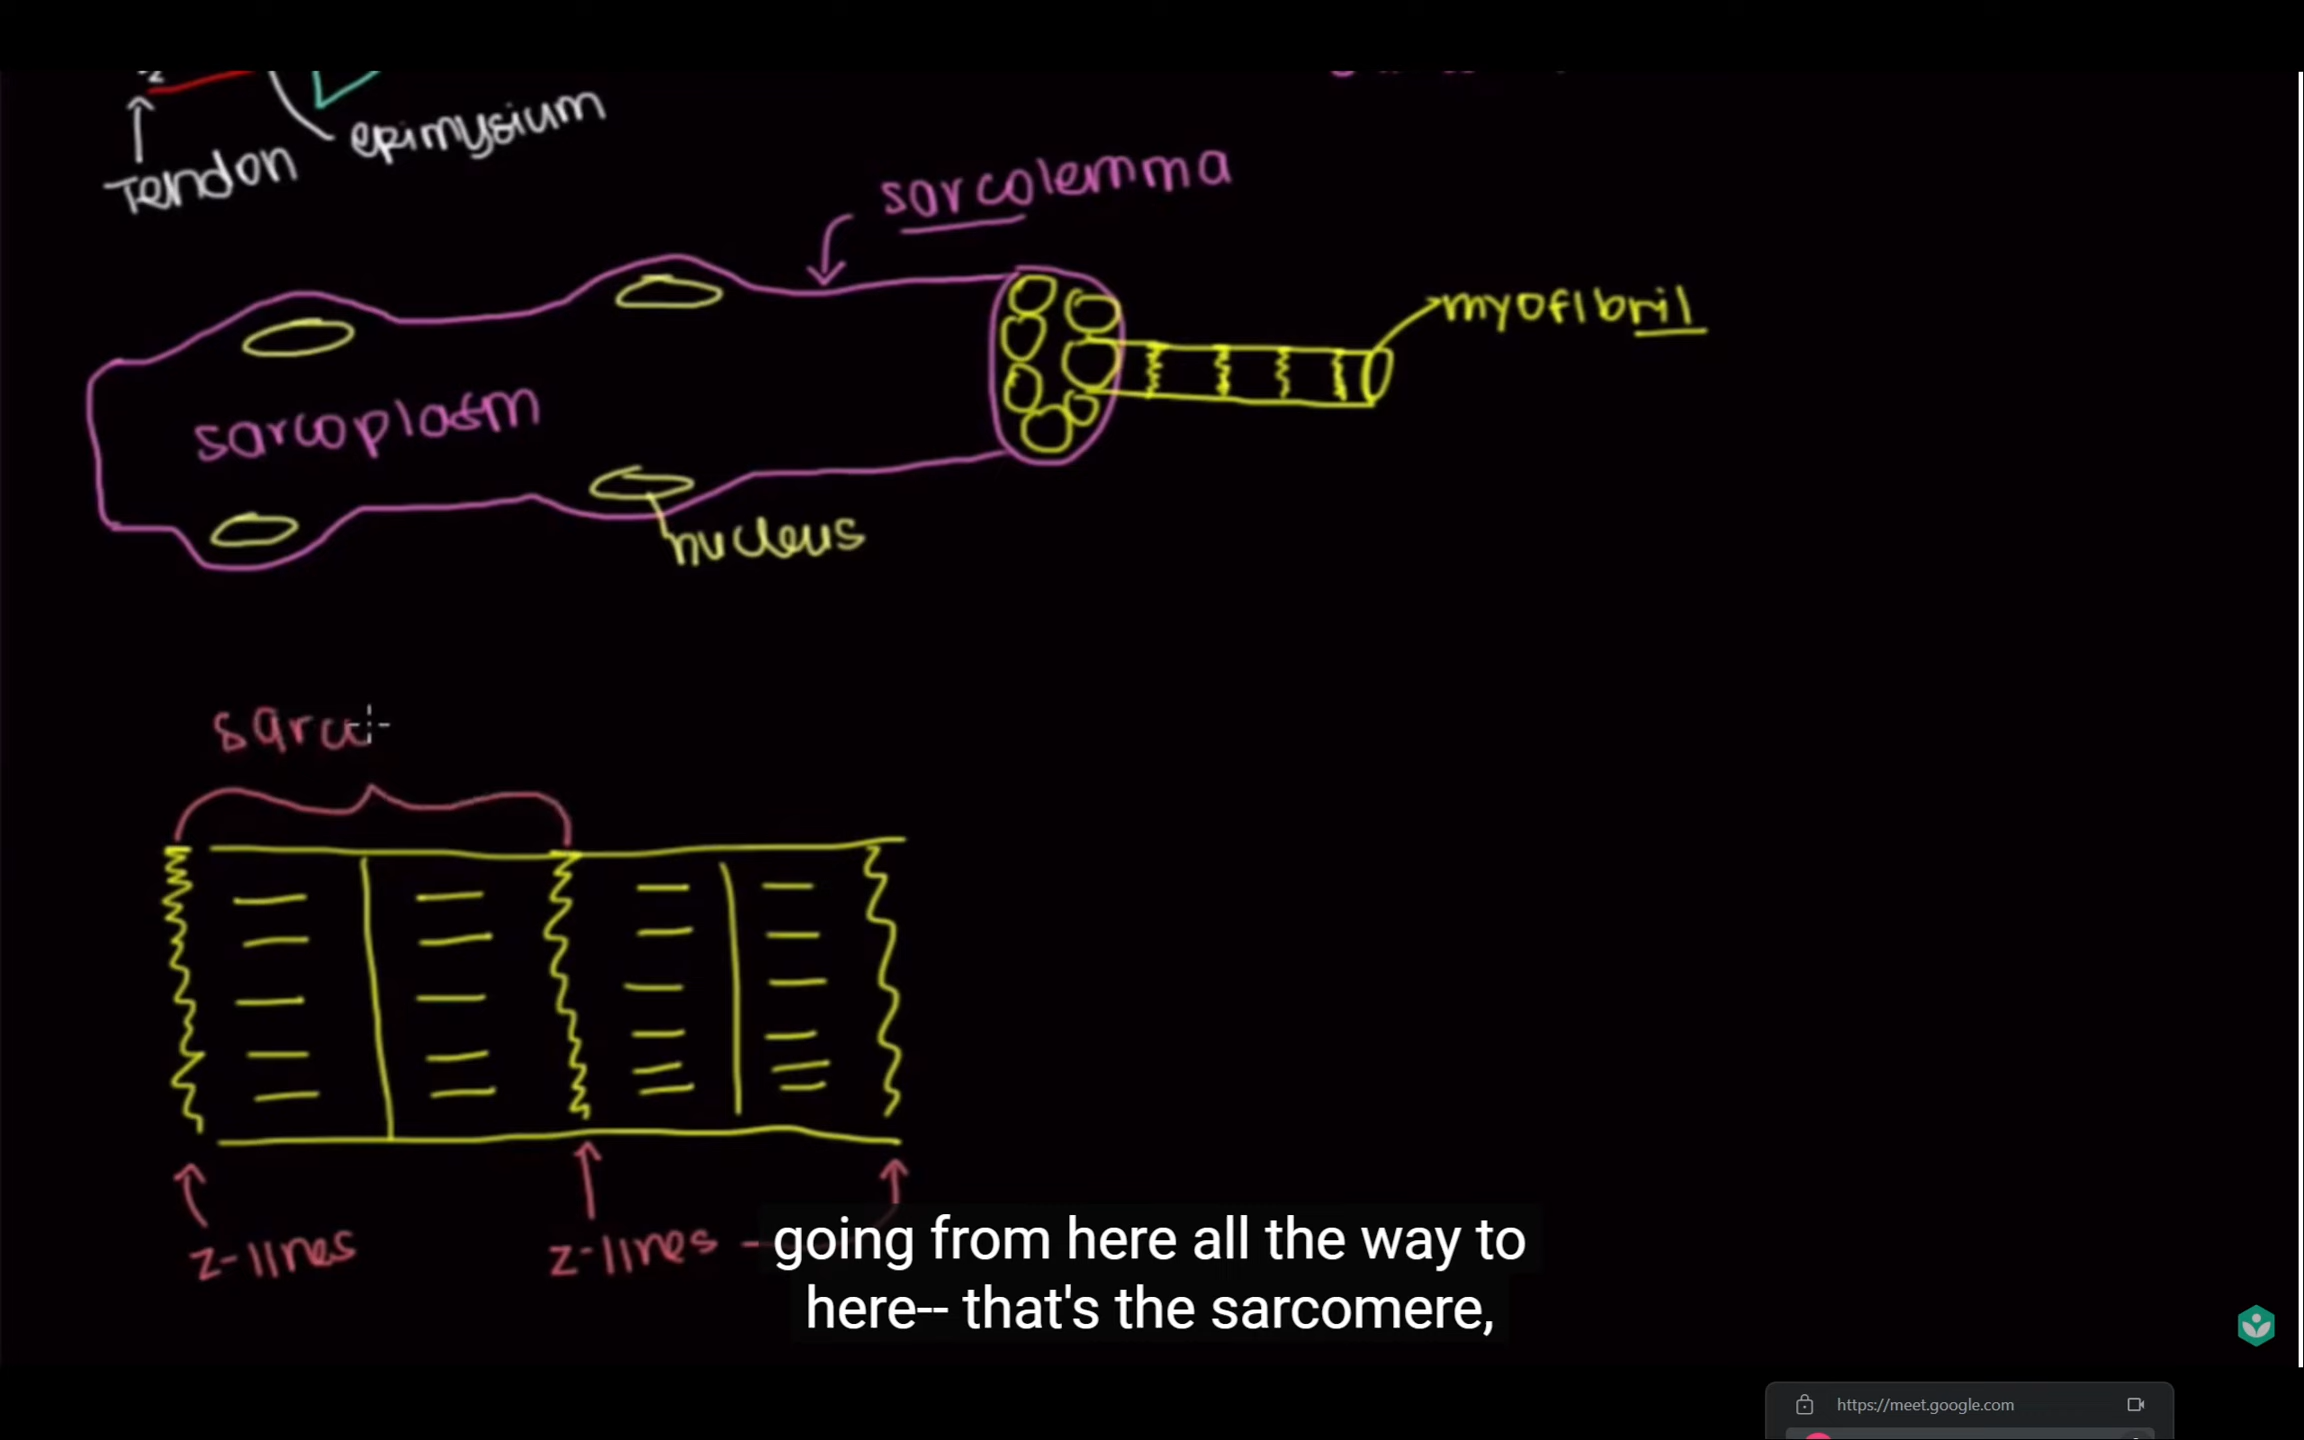 Tendon
epimysium
sarcolemma
myofibril
sarcoplasm
nucleus
sarco
z-lines
z-lines -
going from here all the way to
here-- that's the sarcomere,
https://meet.google.com